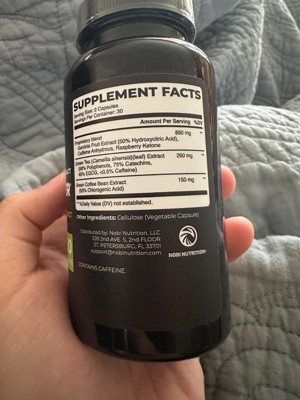 SUPPLEMENT FACTS
Serving Size: 2 Capsules
Servings Per Container: 30
Amount Per Serving %DV
Proprietary blend 890 mg **
Garcinia Fruit Extract (50% Hydroxycitric Acid),
Caffeine Anhydrous, Raspberry Ketone
Green Tea (Camellia sinensis)(leaf) Extract 260 mg **
(98% Polyphenols, 75% Catechins,
45% EGCG, <0.5% Caffeine)
Green Coffee Bean Extract 150 mg **
(50% Chlorogenic Acid)
**Daily Value (DV) not established.
Other Ingredients: Cellulose (Vegetable Capsule)
Distributed by: Nobi Nutrition, LLC
235 2nd AVE. S, 2nd FLOOR
ST. PETERSBURG, FL 33701
support@nobinutrition.com
NOBI NUTRITION
CONTAINS CAFFEINE.